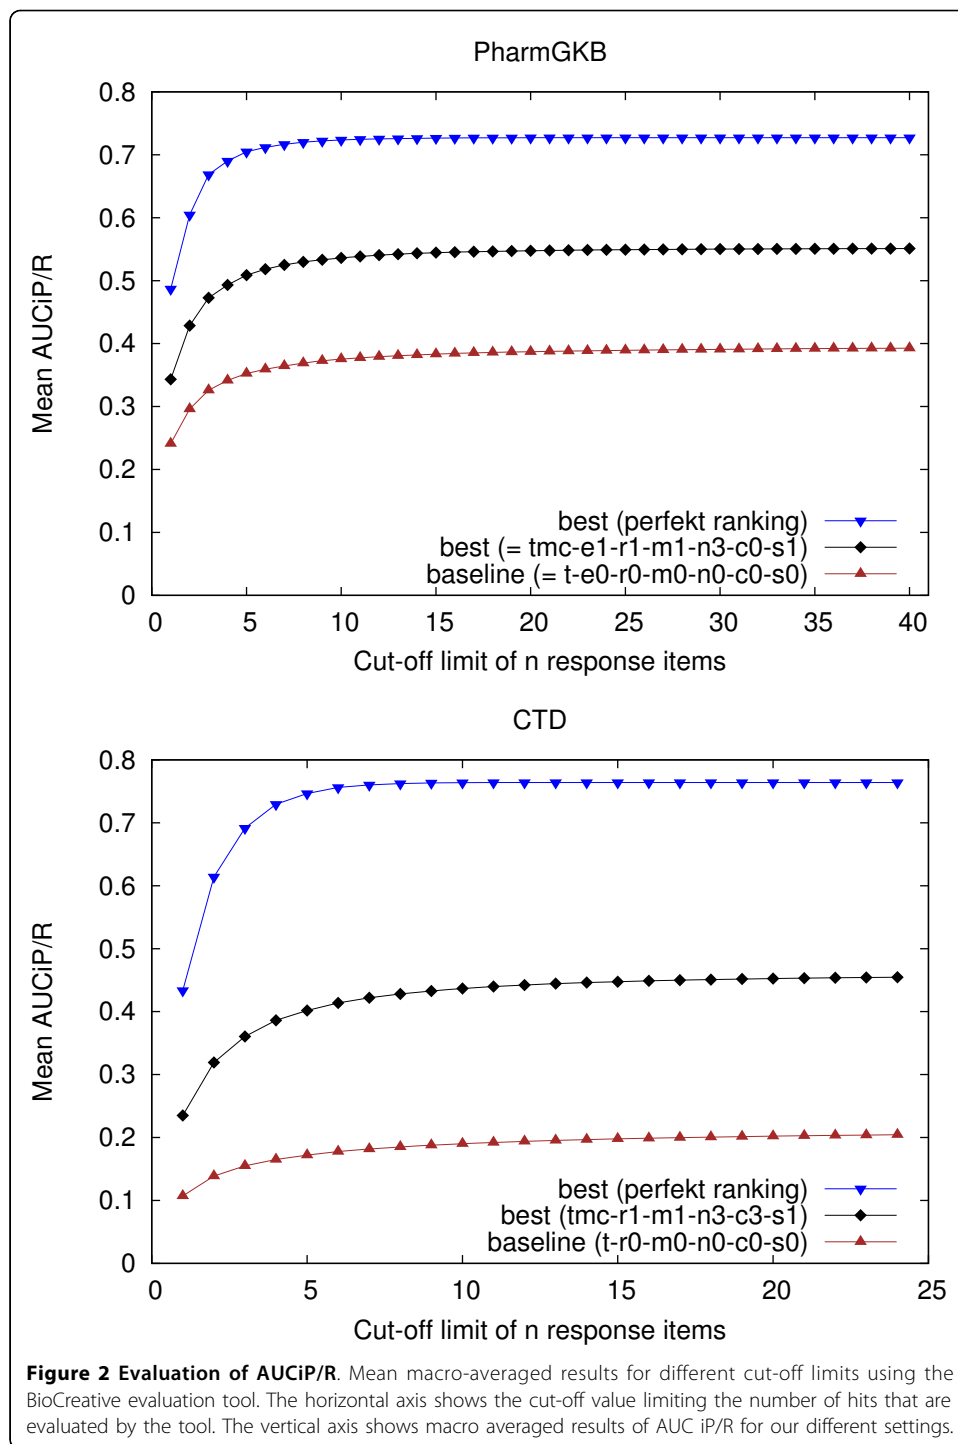 PharmGKB
0.8
0.7
0.6
0.5
0.4
0.3
0.2
0.1
0
Mean AUCiP/R
best (perfekt ranking)
best (= tmc-e1-r1-m1-n3-c0-s1)
baseline (= t-e0-r0-m0-n0-c0-s0)
0 5 10 15 20 25 30 35 40
Cut-off limit of n response items
CTD
0.8
0.7
0.6
0.5
0.4
0.3
0.2
0.1
0
Mean AUCiP/R
best (perfekt ranking)
best (tmc-r1-m1-n3-c3-s1)
baseline (t-r0-m0-n0-c0-s0)
0 5 10 15 20 25
Cut-off limit of n response items
Figure 2 Evaluation of AUCiP/R. Mean macro-averaged results for different cut-off limits using the
BioCreative evaluation tool. The horizontal axis shows the cut-off value limiting the number of hits that are
evaluated by the tool. The vertical axis shows macro averaged results of AUC iP/R for our different settings.